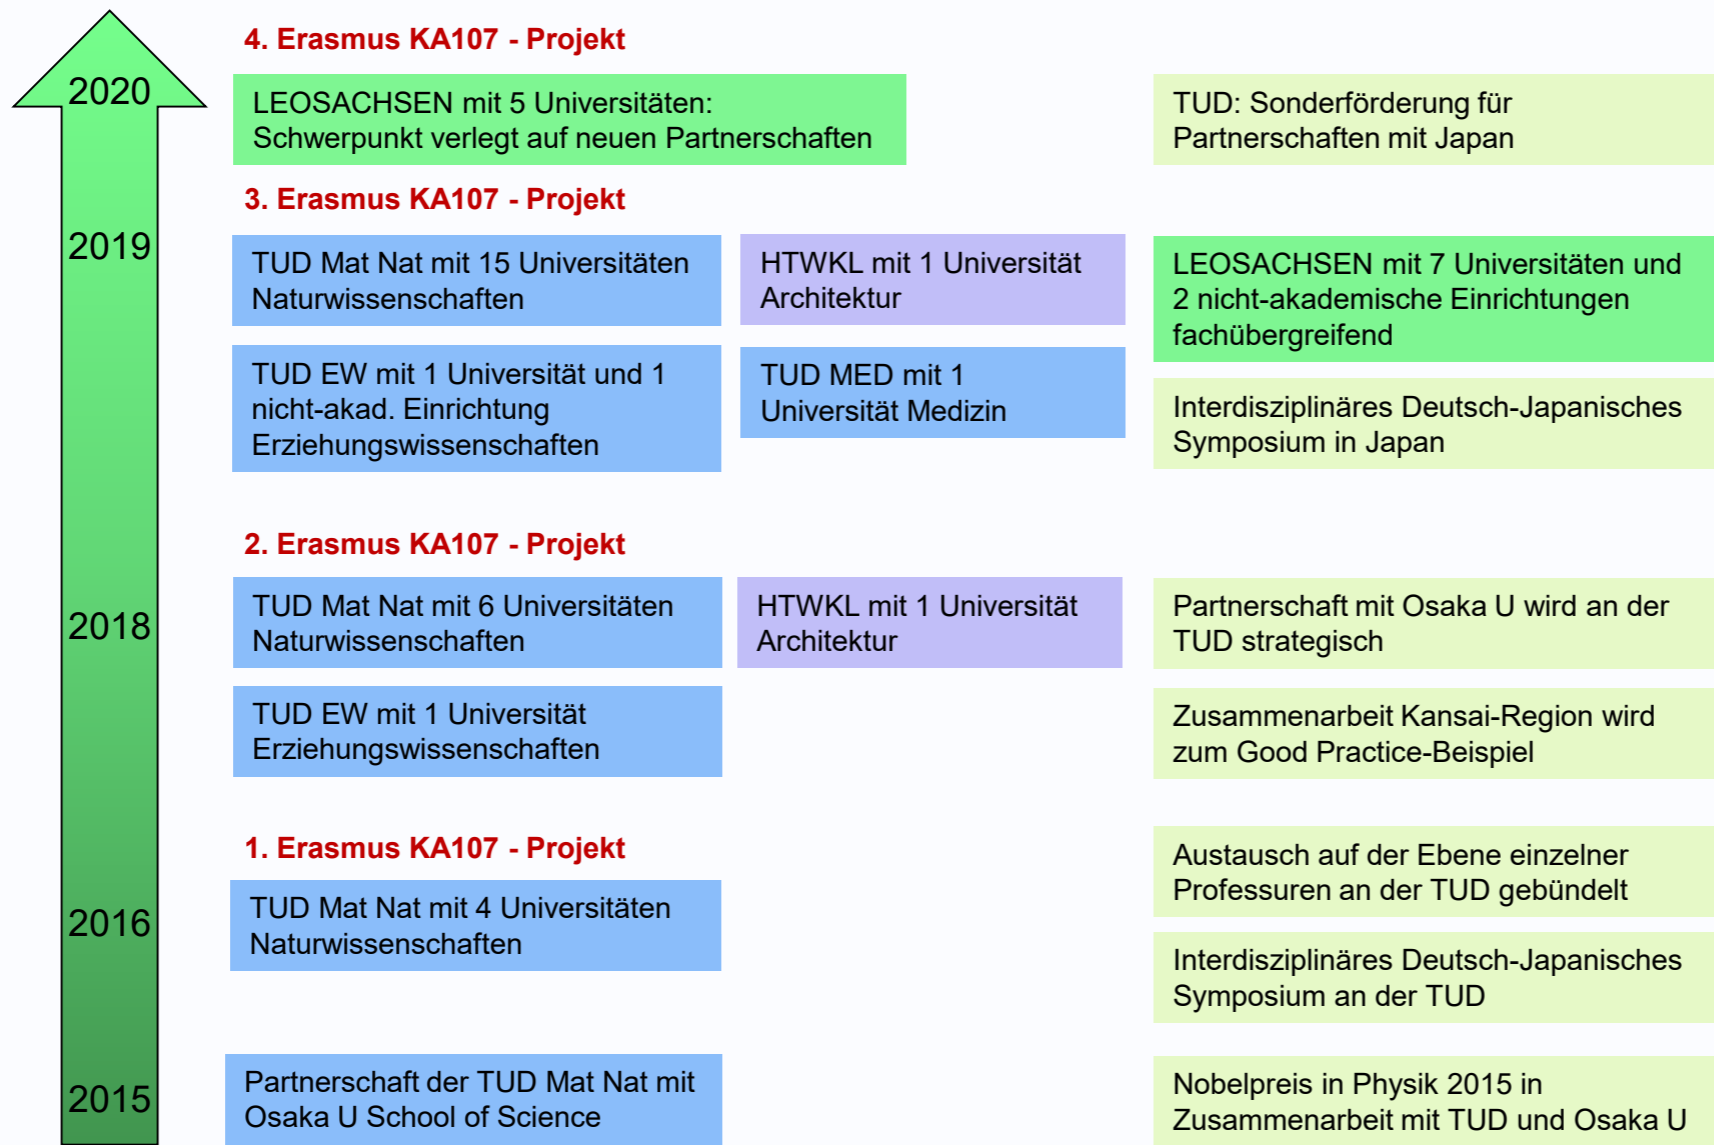 4. Erasmus KA107 - Projekt
2020
LEOSACHSEN mit 5 Universitäten:
Schwerpunkt verlegt auf neuen Partnerschaften
TUD: Sonderförderung für
Partnerschaften mit Japan
3. Erasmus KA107 - Projekt
2019
TUD Mat Nat mit 15 Universitäten
Naturwissenschaften
HTWKL mit 1 Universität
Architektur
LEOSACHSEN mit 7 Universitäten und
2 nicht-akademische Einrichtungen
fachübergreifend
TUD EW mit 1 Universität und 1
nicht-akad. Einrichtung
Erziehungswissenschaften
TUD MED mit 1
Universität Medizin
Interdisziplinäres Deutsch-Japanisches
Symposium in Japan
2. Erasmus KA107 - Projekt
2018
TUD Mat Nat mit 6 Universitäten
Naturwissenschaften
HTWKL mit 1 Universität
Architektur
Partnerschaft mit Osaka U wird an der
TUD strategisch
TUD EW mit 1 Universität
Erziehungswissenschaften
Zusammenarbeit Kansai-Region wird
zum Good Practice-Beispiel
1. Erasmus KA107 - Projekt
2016
TUD Mat Nat mit 4 Universitäten
Naturwissenschaften
Austausch auf der Ebene einzelner
Professuren an der TUD gebündelt
Interdisziplinäres Deutsch-Japanisches
Symposium an der TUD
2015
Partnerschaft der TUD Mat Nat mit
Osaka U School of Science
Nobelpreis in Physik 2015 in
Zusammenarbeit mit TUD und Osaka U